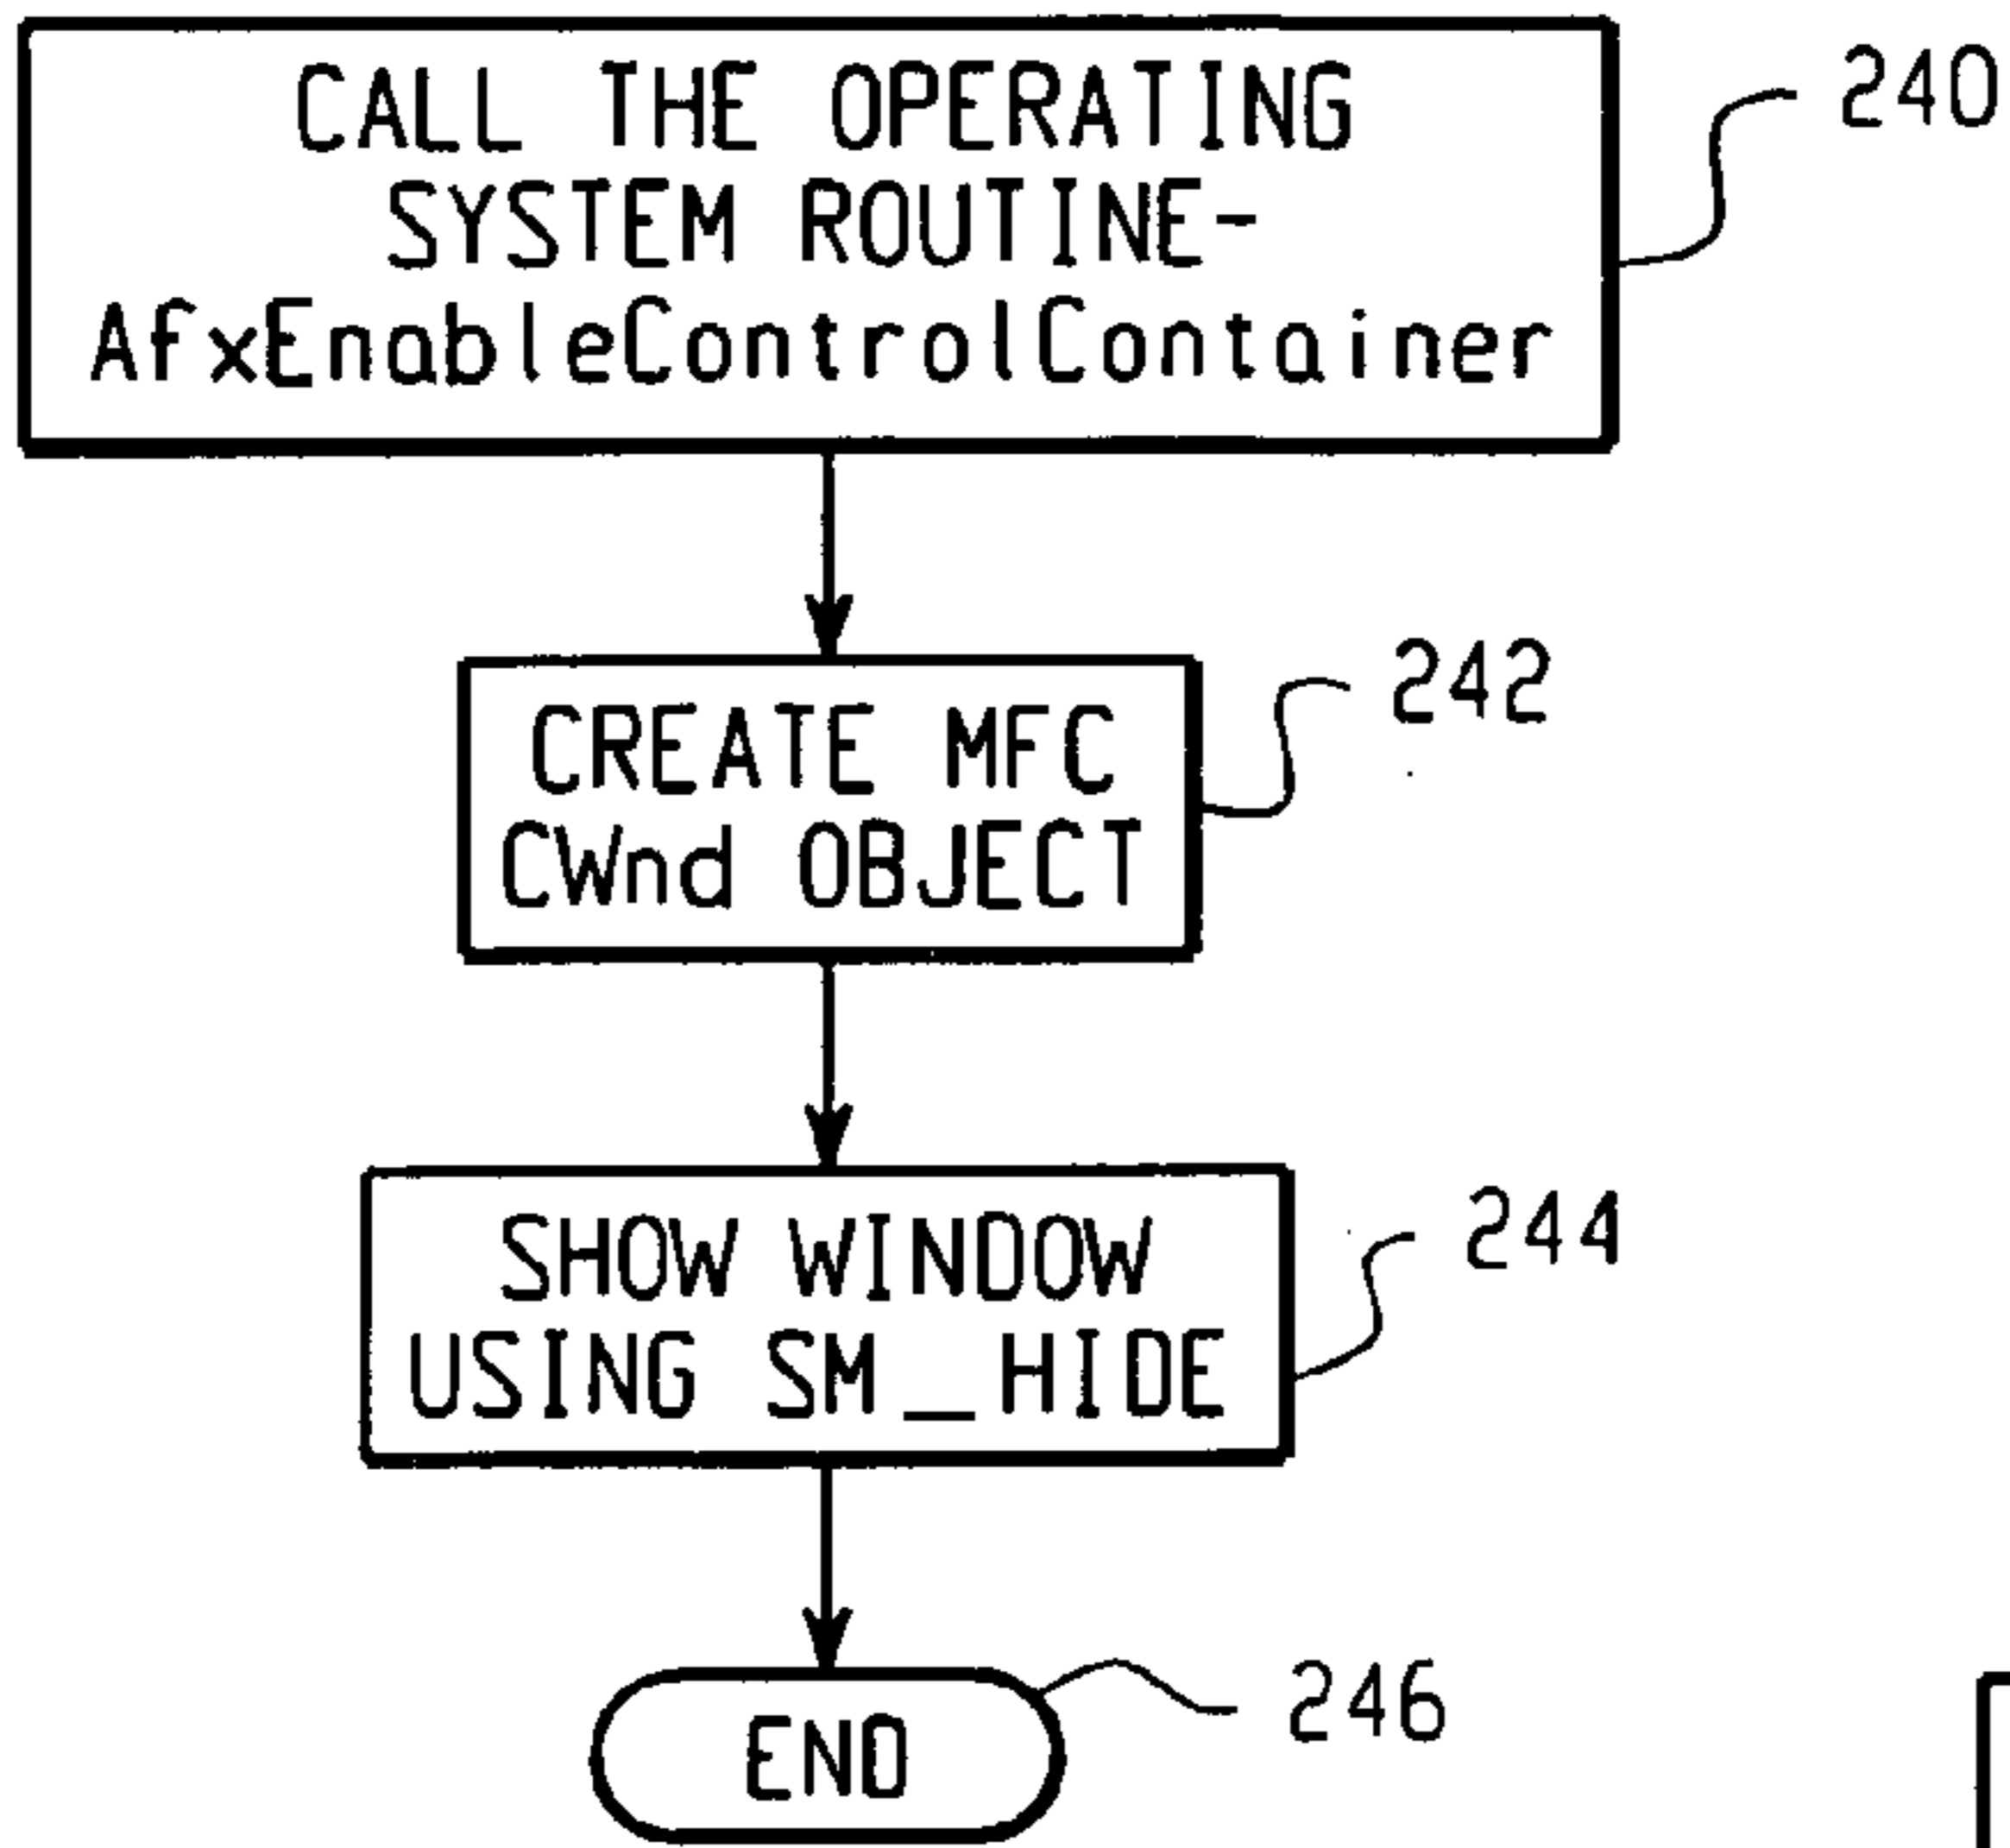 CALL THE OPERATING
SYSTEM ROUTINE-
AfxEnableControlContainer
240
CREATE MFC
CWnd OBJECT
242
SHOW WINDOW
USING SM_HIDE
244
END
246